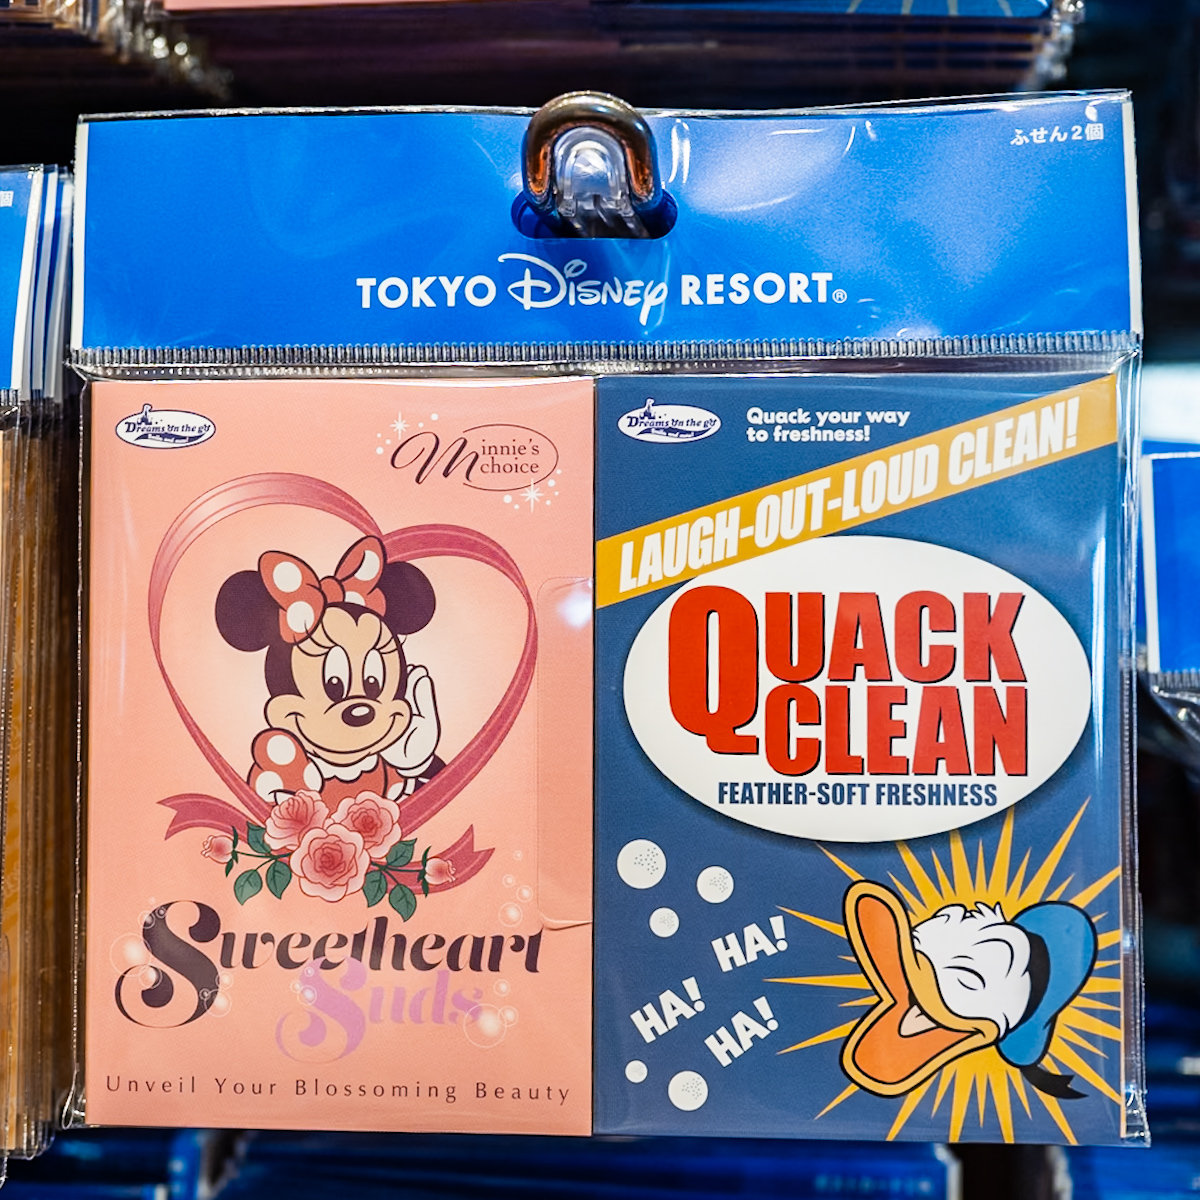 ふせん2個
TOKYO Disney RESORT®
Dreams on the go
Minnie's
choice
Sweetheart
Suds
Unveil Your Blossoming Beauty
Dreams on the go
Quack your way
to freshness!
LAUGH-OUT-LOUD CLEAN!
QUACK
CLEAN
FEATHER-SOFT FRESHNESS
HA!
HA!
HA!
個